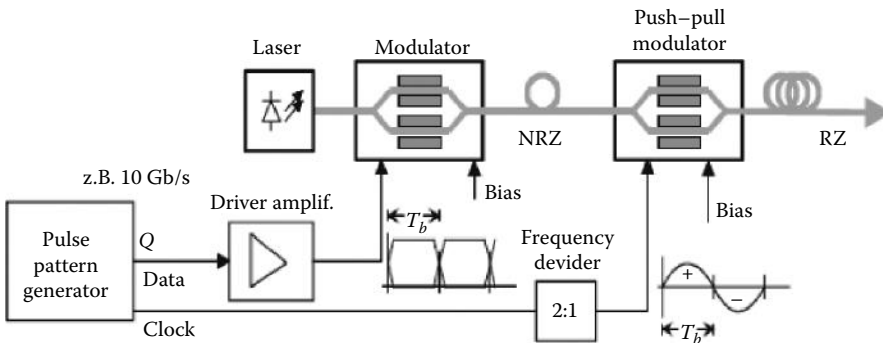 Laser
Modulator
Push–pull
modulator
NRZ
RZ
z.B. 10 Gb/s
Driver amplif.
Bias
Bias
Pulse
pattern
generator
Q
Data
T_b
Frequency
devider
2:1
+
–
T_b
Clock